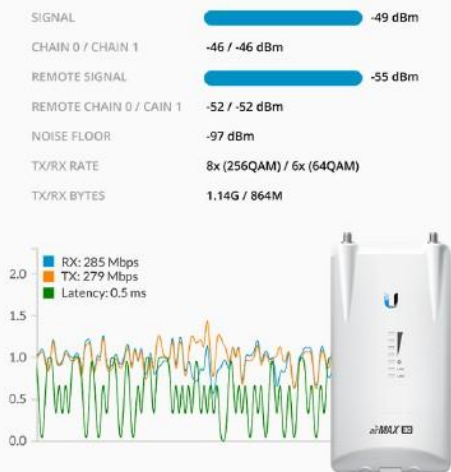 SIGNAL -49 dBm
CHAIN 0 / CHAIN 1 -46 / -46 dBm
REMOTE SIGNAL -55 dBm
REMOTE CHAIN 0 / CAIN 1 -52 / -52 dBm
NOISE FLOOR -97 dBm
TX/RX RATE 8x (256QAM) / 6x (64QAM)
TX/RX BYTES 1.14G / 864M
RX: 285 Mbps
TX: 279 Mbps
Latency: 0.5 ms
2.0
1.5
1.0
0.5
0.0
U
airMAX